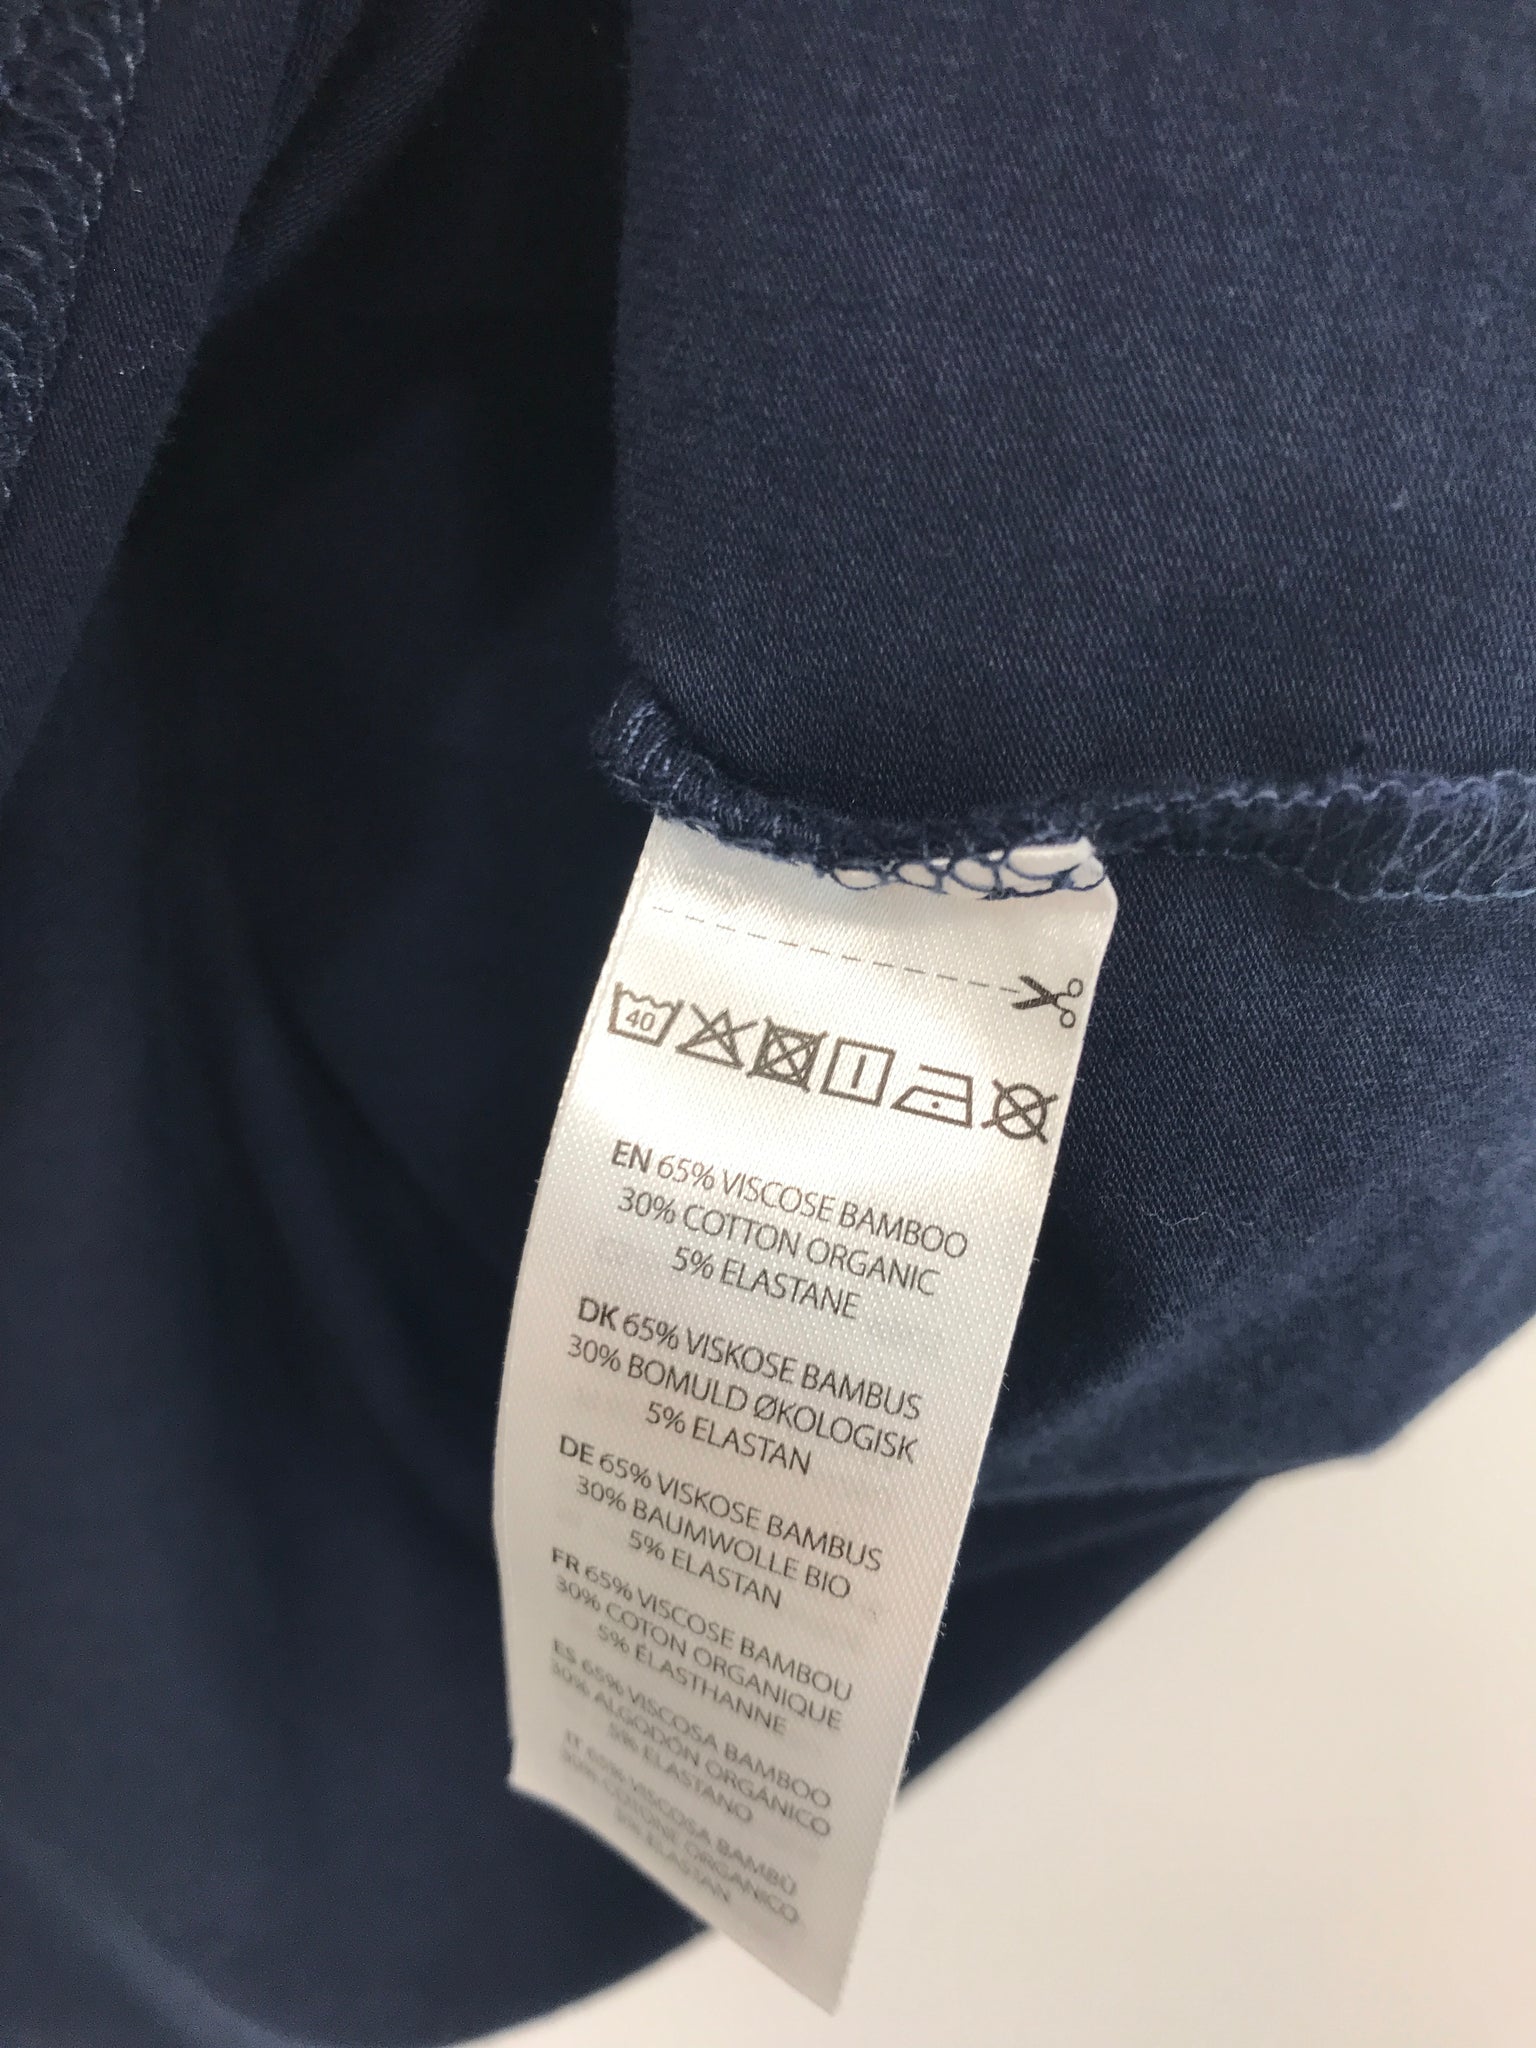 40
EN 65% VISCOSE BAMBOO
30% COTTON ORGANIC
5% ELASTANE
DK 65% VISKOSE BAMBUS
30% BOMULD ØKOLOGISK
5% ELASTAN
DE 65% VISKOSE BAMBUS
30% BAUMWOLLE BIO
5% ELASTAN
FR 65% VISCOSE BAMBOU
30% COTON ORGANIQUE
5% ÉLASTHANNE
ES 65% VISCOSA BAMBOO
30% ALGODÓN ORGÁNICO
5% ELASTANO
IT 65% VISCOSA BAMBÙ
30% COTONE ORGANICO
5% ELASTAN